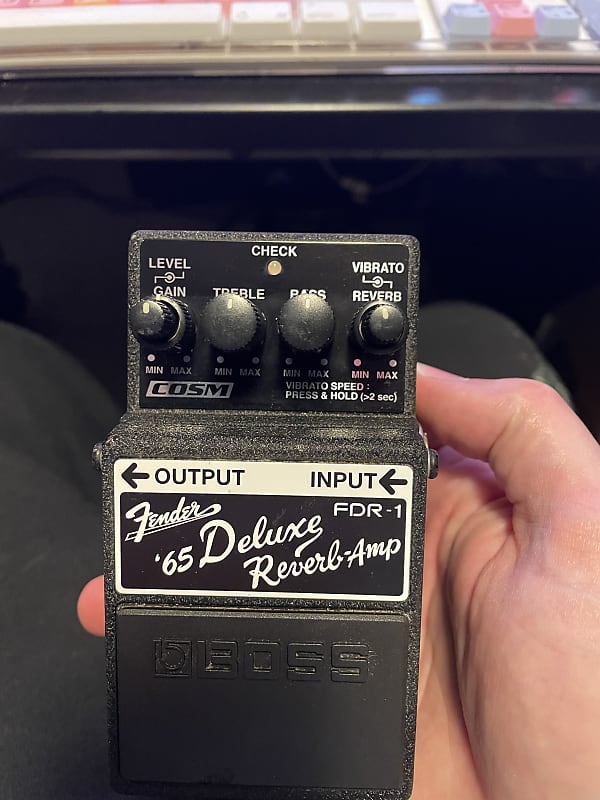 CHECK
LEVEL
VIBRATO
GAIN
TREBLE
BASS
REVERB
MIN MAX
MIN MAX
MIN MAX
MIN MAX
COSM
VIBRATO SPEED :
PRESS & HOLD (>2 sec)
OUTPUT
INPUT
Fender
FDR-1
'65 Deluxe
Reverb-Amp
BOSS